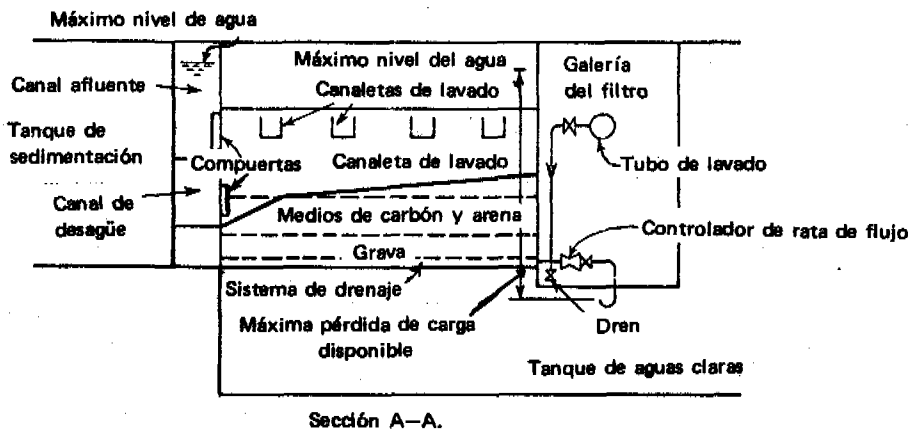 Máximo nivel de agua
Máximo nivel del agua
Galería
del filtro
Canal afluente
Canaletas de lavado
Tanque de
sedimentación
Compuertas
Canaleta de lavado
Tubo de lavado
Canal de
desagüe
Medios de carbón y arena
Controlador de rata de flujo
Grava
Sistema de drenaje
Máxima pérdida de carga
disponible
Dren
Tanque de aguas claras
Sección A—A.